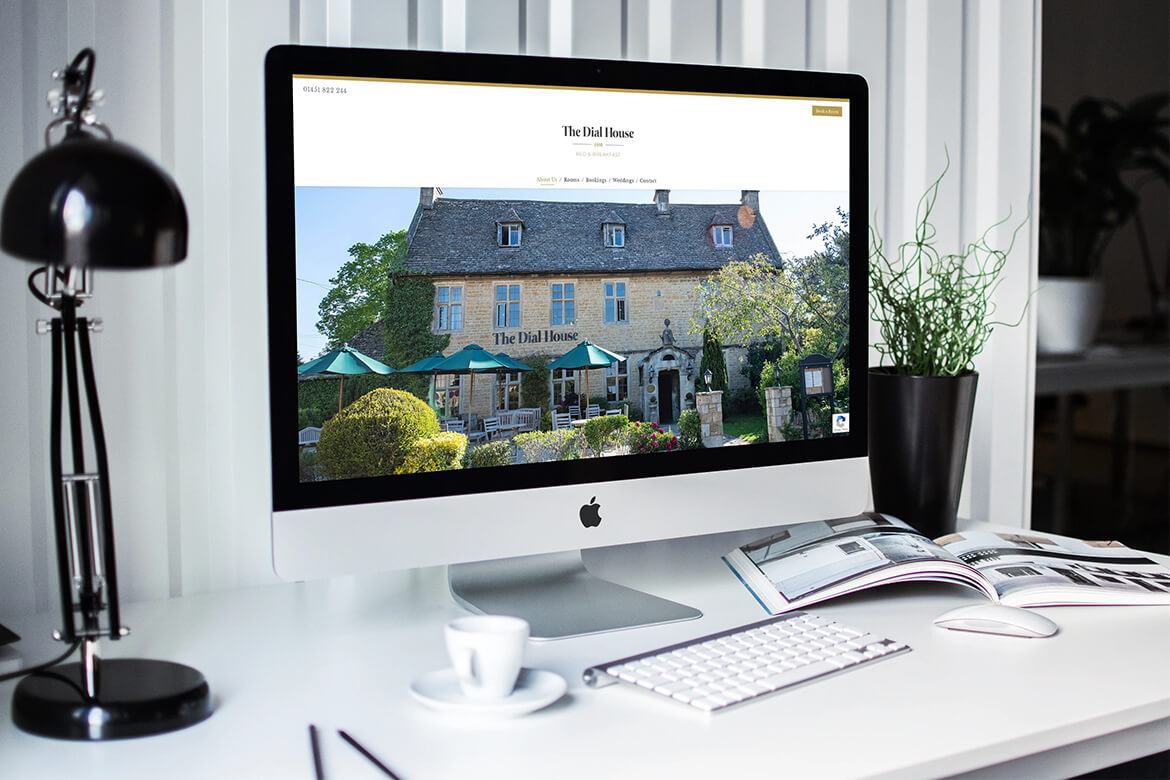 01451 822 244
Book a Room
The Dial House
1698
BED & BREAKFAST
About Us / Rooms / Bookings / Weddings / Contact
The Dial House